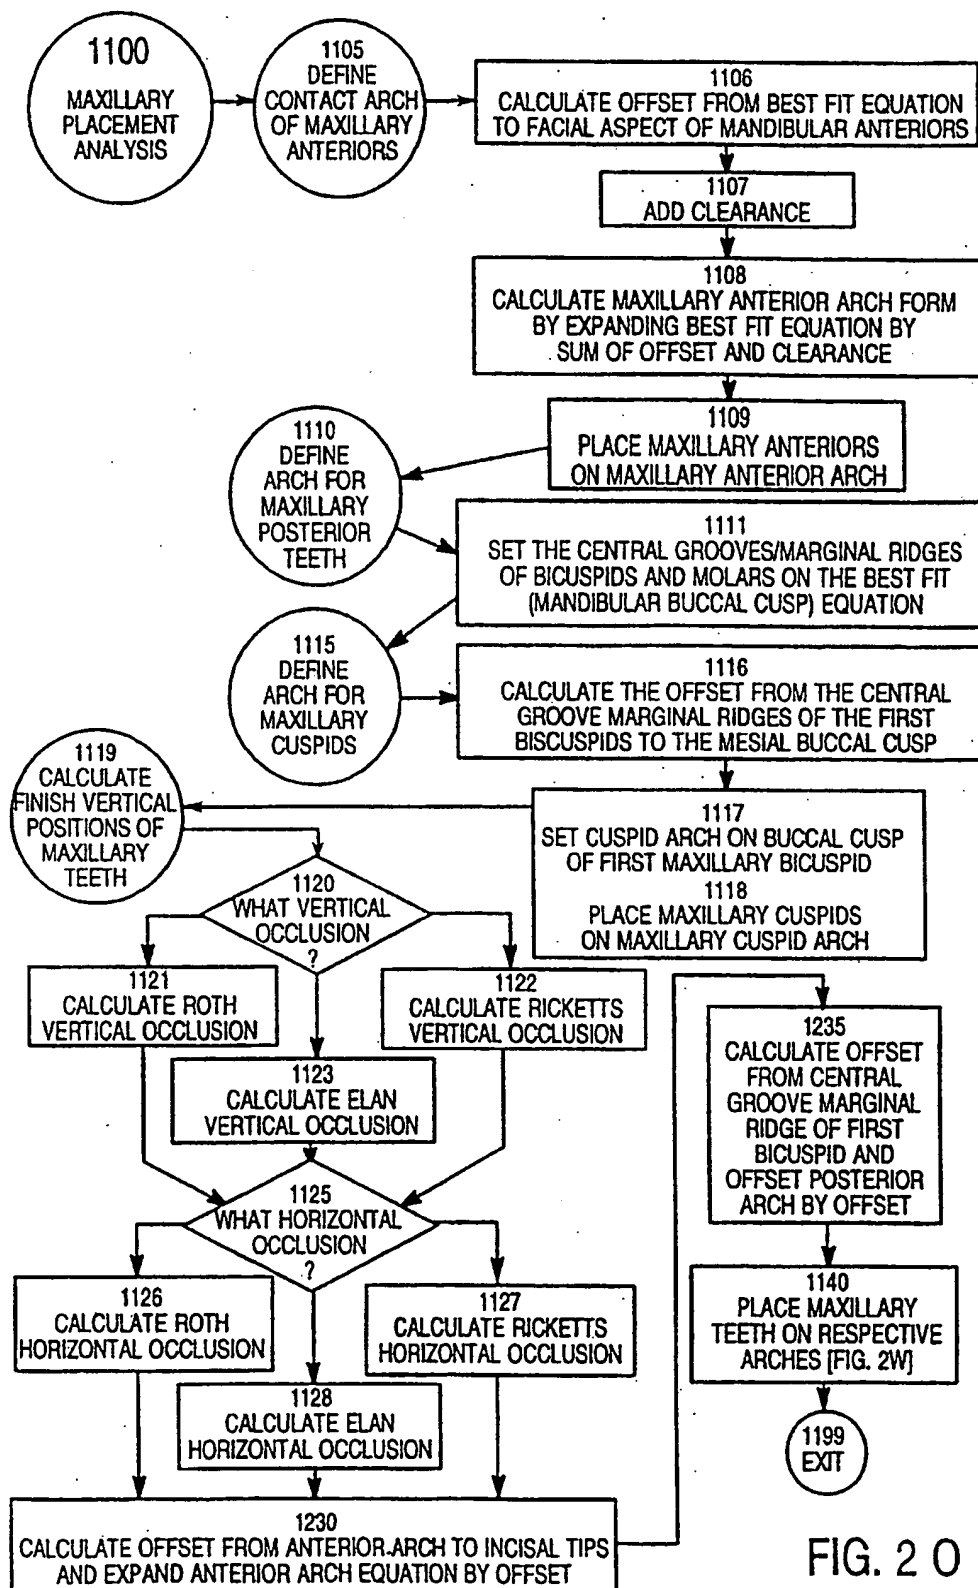 1100
MAXILLARY
PLACEMENT
ANALYSIS
1105
DEFINE
CONTACT ARCH
OF MAXILLARY
ANTERIORS
1106
CALCULATE OFFSET FROM BEST FIT EQUATION
TO FACIAL ASPECT OF MANDIBULAR ANTERIORS
1107
ADD CLEARANCE
1108
CALCULATE MAXILLARY ANTERIOR ARCH FORM
BY EXPANDING BEST FIT EQUATION BY
SUM OF OFFSET AND CLEARANCE
1109
PLACE MAXILLARY ANTERIORS
ON MAXILLARY ANTERIOR ARCH
1110
DEFINE
ARCH FOR
MAXILLARY
POSTERIOR
TEETH
1111
SET THE CENTRAL GROOVES/MARGINAL RIDGES
OF BICUSPIDS AND MOLARS ON THE BEST FIT
(MANDIBULAR BUCCAL CUSP) EQUATION
1115
DEFINE
ARCH FOR
MAXILLARY
CUSPIDS
1116
CALCULATE THE OFFSET FROM THE CENTRAL
GROOVE MARGINAL RIDGES OF THE FIRST
BISCUSPIDS TO THE MESIAL BUCCAL CUSP
1117
SET CUSPID ARCH ON BUCCAL CUSP
OF FIRST MAXILLARY BICUSPID
1118
PLACE MAXILLARY CUSPIDS
ON MAXILLARY CUSPID ARCH
1119
CALCULATE
FINISH VERTICAL
POSITIONS OF
MAXILLARY
TEETH
1120
WHAT VERTICAL
OCCLUSION
?
1121
CALCULATE ROTH
VERTICAL OCCLUSION
1122
CALCULATE RICKETTS
VERTICAL OCCLUSION
1123
CALCULATE ELAN
VERTICAL OCCLUSION
1125
WHAT HORIZONTAL
OCCLUSION
?
1126
CALCULATE ROTH
HORIZONTAL OCCLUSION
1127
CALCULATE RICKETTS
HORIZONTAL OCCLUSION
1128
CALCULATE ELAN
HORIZONTAL OCCLUSION
1230
CALCULATE OFFSET FROM ANTERIOR ARCH TO INCISAL TIPS
AND EXPAND ANTERIOR ARCH EQUATION BY OFFSET
1235
CALCULATE OFFSET
FROM CENTRAL
GROOVE MARGINAL
RIDGE OF FIRST
BICUSPID AND
OFFSET POSTERIOR
ARCH BY OFFSET
1140
PLACE MAXILLARY
TEETH ON RESPECTIVE
ARCHES [FIG. 2W]
1199
EXIT
FIG. 2 O